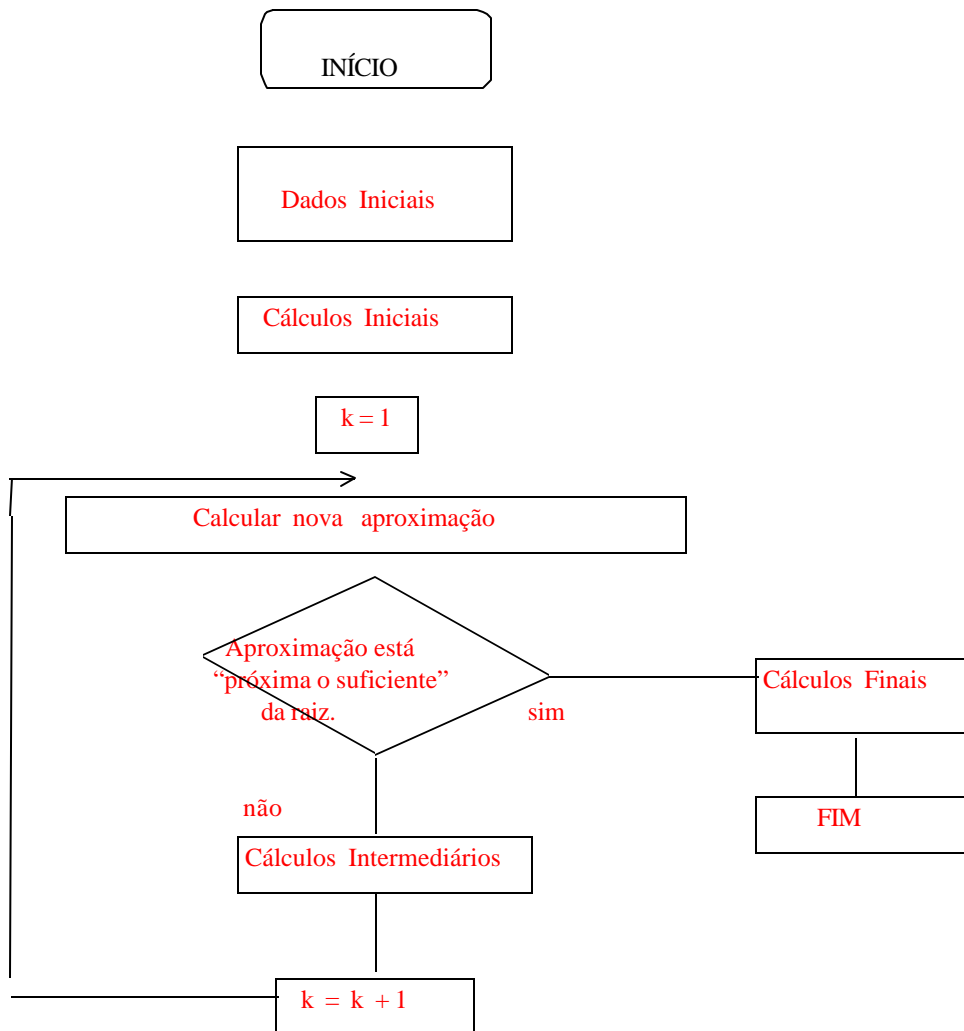 INÍCIO
Dados Iniciais
Cálculos Iniciais
k = 1
Calcular nova aproximação
Aproximação está
“próxima o suficiente”
da raiz.
sim
Cálculos Finais
não
FIM
Cálculos Intermediários
k = k + 1